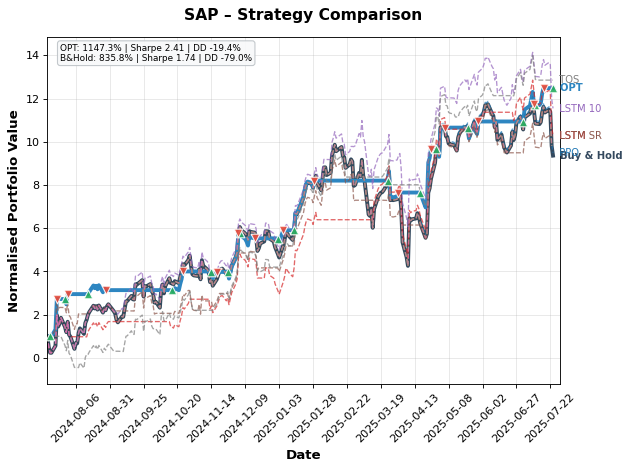 SAP – Strategy Comparison
OPT: 1147.3% | Sharpe 2.41 | DD -19.4%
B&Hold: 835.8% | Sharpe 1.74 | DD -79.0%
Normalised Portfolio Value
14
12
10
8
6
4
2
0
TQS
OPT
LSTM 10
LSTM SR
PPO
Buy & Hold
2024-08-06
2024-08-31
2024-09-25
2024-10-20
2024-11-14
2024-12-09
2025-01-03
2025-01-28
2025-02-22
2025-03-19
2025-04-13
2025-05-08
2025-06-02
2025-06-27
2025-07-22
Date